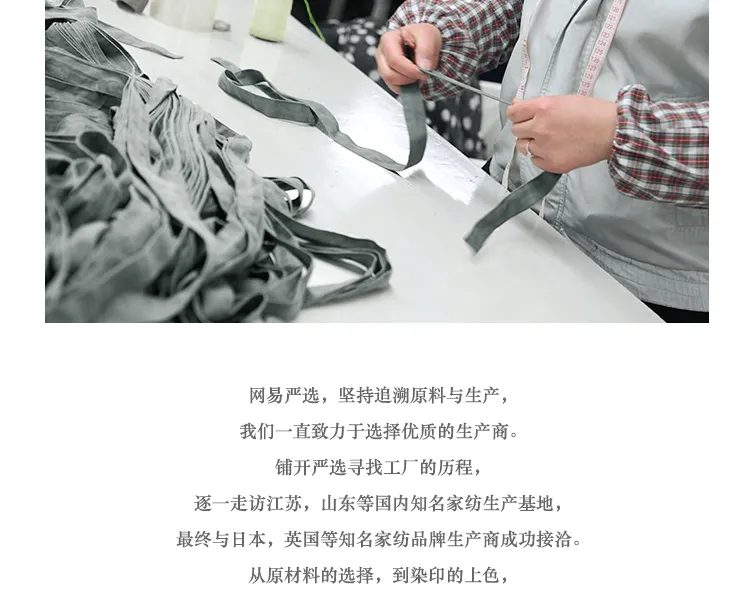 网易严选，坚持追溯原料与生产，
我们一直致力于选择优质的生产商。
铺开严选寻找工厂的历程，
逐一走访江苏，山东等国内知名家纺生产基地，
最终与日本，英国等知名家纺品牌生产商成功接洽。
从原材料的选择，到染印的上色，